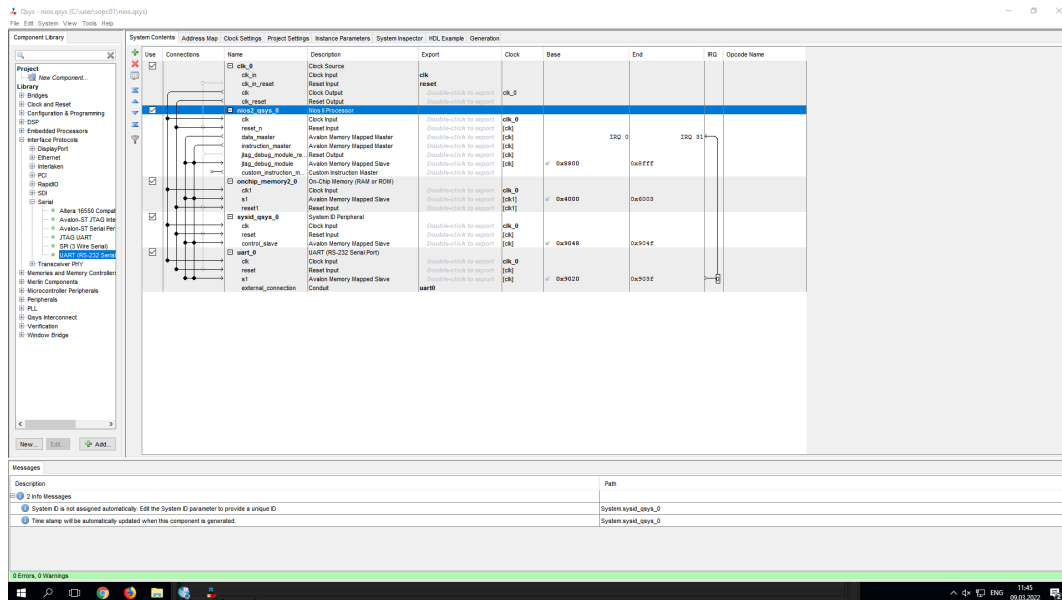 Qsys - nios.qsys (C:\user\sopc01\nios.qsys)
File Edit System View Tools Help
Component Library
System Contents Address Map Clock Settings Project Settings Instance Parameters System Inspector HDL Example Generation
Use Connections Name Description Export Clock Base End IRQ Opcode Name
Project
New Component...
Library
Bridges
Clock and Reset
Configuration & Programming
DSP
Embedded Processors
Interface Protocols
DisplayPort
Ethernet
Interlaken
PCI
RapidIO
SDI
Serial
Altera 16550 Compat
Avalon-ST JTAG Inte
Avalon-ST Serial Per
JTAG UART
SPI (3 Wire Serial)
UART (RS-232 Serial
Transceiver PHY
Memories and Memory Controllers
Merlin Components
Microcontroller Peripherals
Peripherals
PLL
Qsys Interconnect
Verification
Window Bridge
New... Edit... Add...
clk_0 Clock Source
clk_in Clock Input clk
clk_in_reset Reset Input reset
clk Clock Output Double-click to export clk_0
clk_reset Reset Output Double-click to export
nios2_qsys_0 Nios II Processor
clk Clock Input Double-click to export clk_0
reset_n Reset Input Double-click to export [clk]
data_master Avalon Memory Mapped Master Double-click to export [clk] IRQ 0 IRQ 31
instruction_master Avalon Memory Mapped Master Double-click to export [clk]
jtag_debug_module_re... Reset Output Double-click to export [clk]
jtag_debug_module Avalon Memory Mapped Slave Double-click to export [clk] 0x8800 0x8fff
custom_instruction_m... Custom Instruction Master Double-click to export
onchip_memory2_0 On-Chip Memory (RAM or ROM)
clk1 Clock Input Double-click to export clk_0
s1 Avalon Memory Mapped Slave Double-click to export [clk1] 0x4000 0x6003
reset1 Reset Input Double-click to export [clk1]
sysid_qsys_0 System ID Peripheral
clk Clock Input Double-click to export clk_0
reset Reset Input Double-click to export [clk]
control_slave Avalon Memory Mapped Slave Double-click to export [clk] 0x9048 0x904f
uart_0 UART (RS-232 Serial Port)
clk Clock Input Double-click to export clk_0
reset Reset Input Double-click to export [clk]
s1 Avalon Memory Mapped Slave Double-click to export [clk] 0x9020 0x903f
external_connection Conduit uart0
Messages
Description Path
2 Info Messages
System ID is not assigned automatically. Edit the System ID parameter to provide a unique ID System.sysid_qsys_0
Time stamp will be automatically updated when this component is generated. System.sysid_qsys_0
0 Errors, 0 Warnings
ENG
11:45
09.03.2022